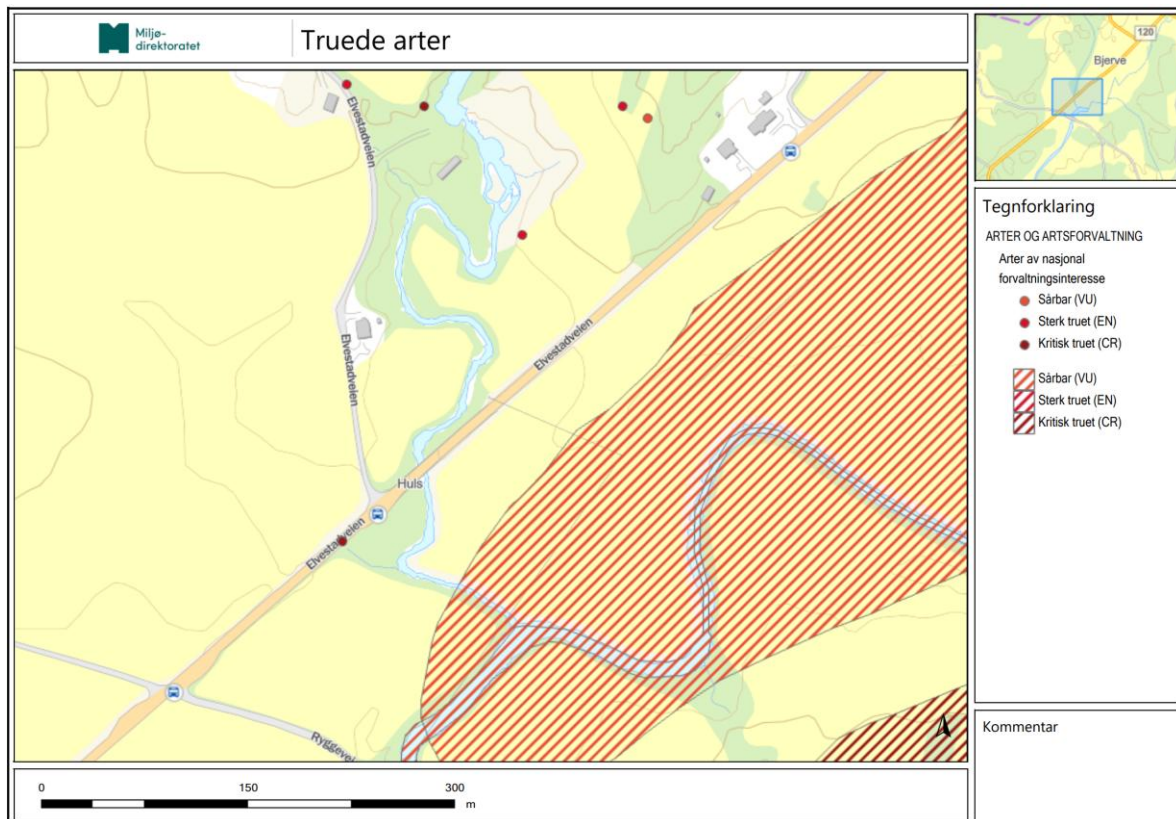 Miljø-
direktoratet
Truede arter
120
Bjerve
Elvestadveien
Elvestadveien
Elvestadveien
Huls
Elvestadveien
Ryggevei
Tegnforklaring
ARTER OG ARTSFORVALTNING
Arter av nasjonal
forvaltningsinteresse
Sårbar (VU)
Sterk truet (EN)
Kritisk truet (CR)
Sårbar (VU)
Sterk truet (EN)
Kritisk truet (CR)
Kommentar
0 150 300
m